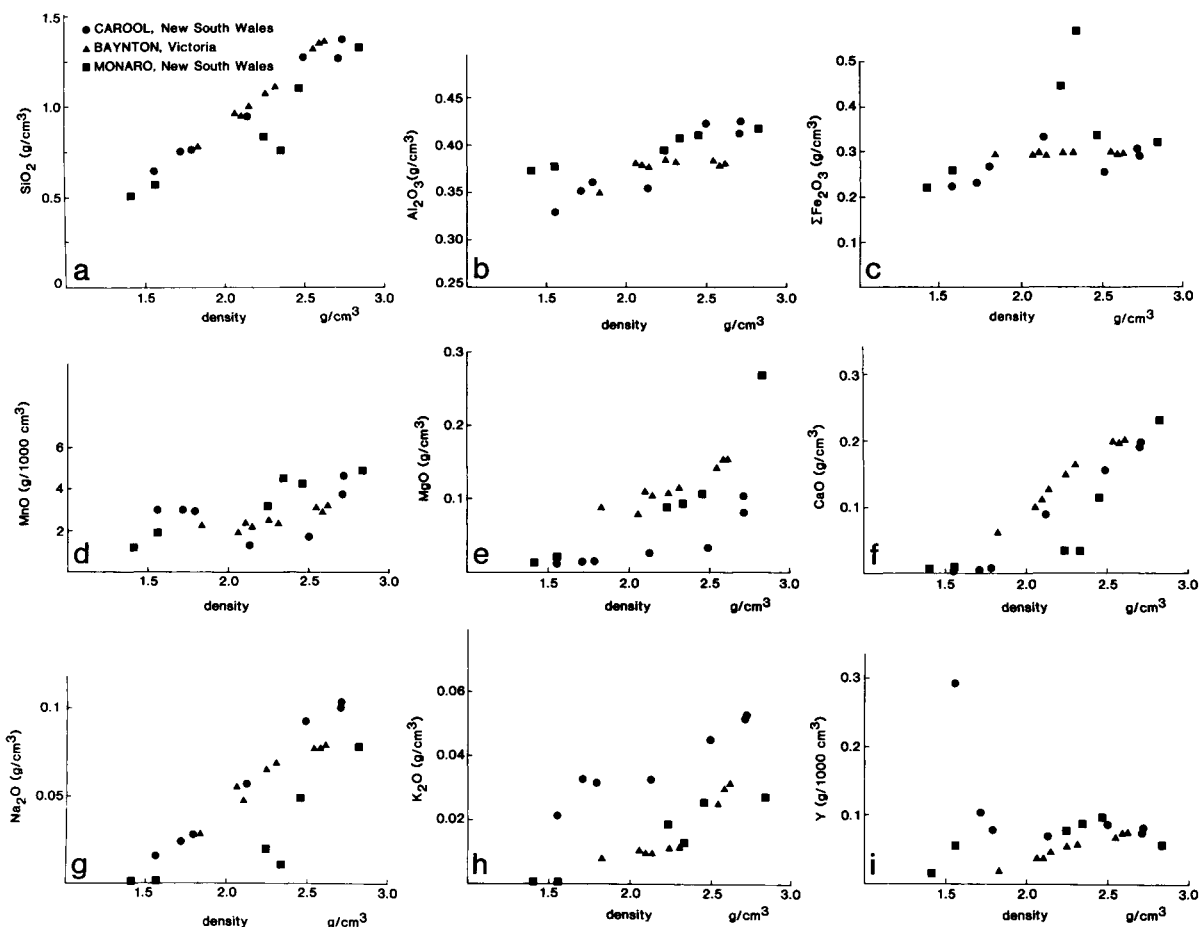 ● CAROOL, New South Wales
▲ BAYNTON, Victoria
■ MONARO, New South Wales
SiO2 (g/cm3)
1.5
1.0
0.5
0
a
1.5 2.0 2.5 3.0
density g/cm3
Al2O3 (g/cm3)
0.45
0.40
0.35
0.30
0.25
b
1.5 2.0 2.5 3.0
density g/cm3
ΣFe2O3 (g/cm3)
0.5
0.4
0.3
0.2
0.1
c
1.5 2.0 2.5 3.0
density g/cm3
MnO (g/1000 cm3)
6
4
2
d
1.5 2.0 2.5 3.0
density g/cm3
MgO (g/cm3)
0.3
0.2
0.1
e
1.5 2.0 2.5 3.0
density g/cm3
CaO (g/cm3)
0.3
0.2
0.1
f
1.5 2.0 2.5 3.0
density g/cm3
Na2O (g/cm3)
0.1
0.05
g
1.5 2.0 2.5 3.0
density g/cm3
K2O (g/cm3)
0.06
0.04
0.02
h
1.5 2.0 2.5 3.0
density g/cm3
Y (g/1000 cm3)
0.3
0.2
0.1
i
1.5 2.0 2.5 3.0
density g/cm3